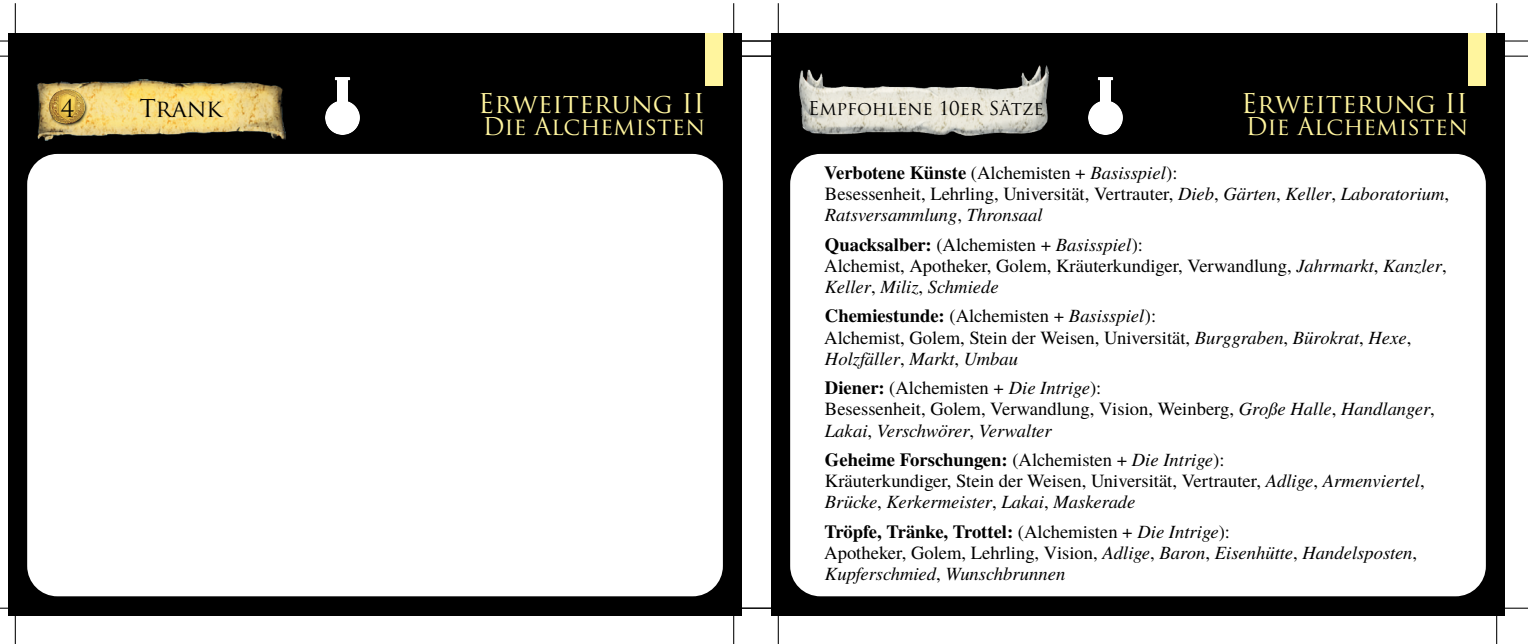 4 TRANK
ERWEITERUNG II
DIE ALCHEMISTEN
EMPFOHLENE 10ER SÄTZE
ERWEITERUNG II
DIE ALCHEMISTEN
Verbotene Künste (Alchemisten + Basisspiel):
Besessenheit, Lehrling, Universität, Vertrauter, Dieb, Gärten, Keller, Laboratorium,
Ratsversammlung, Thronsaal
Quacksalber: (Alchemisten + Basisspiel):
Alchemist, Apotheker, Golem, Kräuterkundiger, Verwandlung, Jahrmarkt, Kanzler,
Keller, Miliz, Schmiede
Chemiestunde: (Alchemisten + Basisspiel):
Alchemist, Golem, Stein der Weisen, Universität, Burggraben, Bürokrat, Hexe,
Holzfäller, Markt, Umbau
Diener: (Alchemisten + Die Intrige):
Besessenheit, Golem, Verwandlung, Vision, Weinberg, Große Halle, Handlanger,
Lakai, Verschwörer, Verwalter
Geheime Forschungen: (Alchemisten + Die Intrige):
Kräuterkundiger, Stein der Weisen, Universität, Vertrauter, Adlige, Armenviertel,
Brücke, Kerkermeister, Lakai, Maskerade
Tröpfe, Tränke, Trottel: (Alchemisten + Die Intrige):
Apotheker, Golem, Lehrling, Vision, Adlige, Baron, Eisenhütte, Handelsposten,
Kupferschmied, Wunschbrunnen